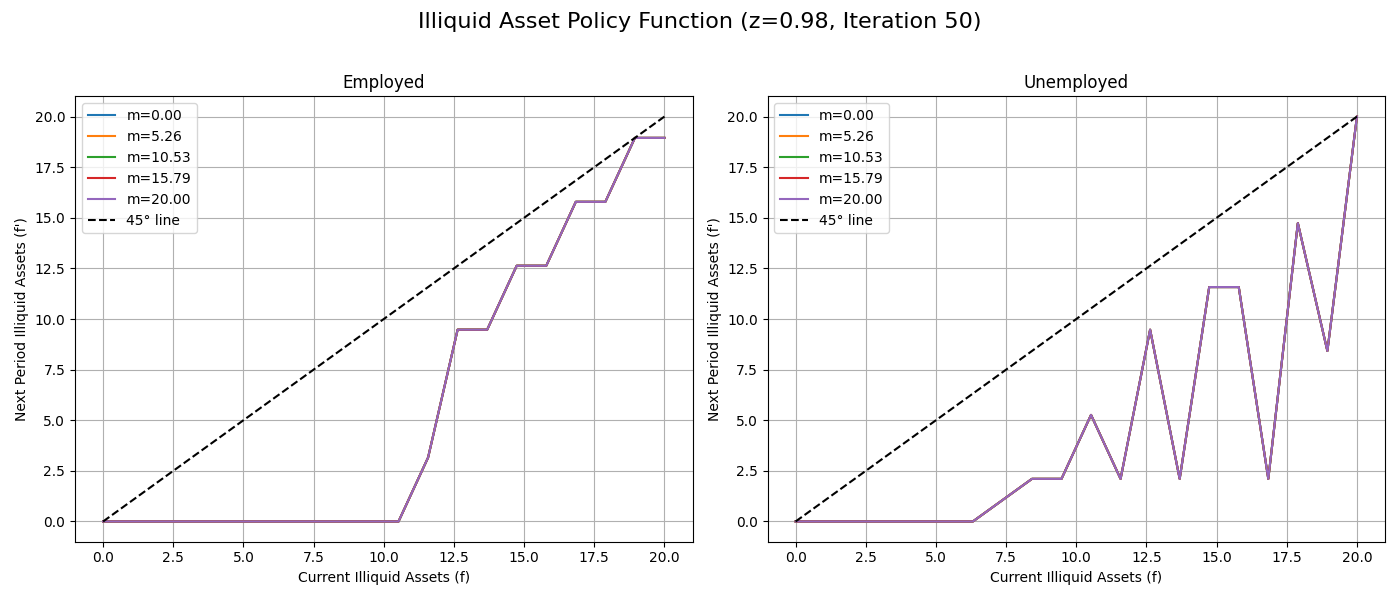 Illiquid Asset Policy Function (z=0.98, Iteration 50)
Employed
m=0.00
m=5.26
m=10.53
m=15.79
m=20.00
45° line
Next Period Illiquid Assets (f')
20.0
17.5
15.0
12.5
10.0
7.5
5.0
2.5
0.0
0.0 2.5 5.0 7.5 10.0 12.5 15.0 17.5 20.0
Current Illiquid Assets (f)
Unemployed
m=0.00
m=5.26
m=10.53
m=15.79
m=20.00
45° line
Next Period Illiquid Assets (f')
20.0
17.5
15.0
12.5
10.0
7.5
5.0
2.5
0.0
0.0 2.5 5.0 7.5 10.0 12.5 15.0 17.5 20.0
Current Illiquid Assets (f)